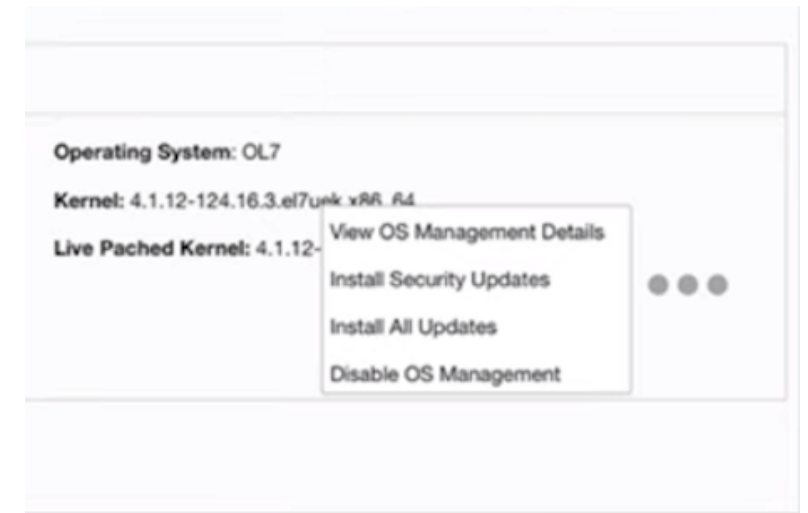 Operating System: OL7
Kernel: 4.1.12-124.16.3.el7uek.x86_64
Live Pached Kernel: 4.1.12-
View OS Management Details
Install Security Updates
Install All Updates
Disable OS Management